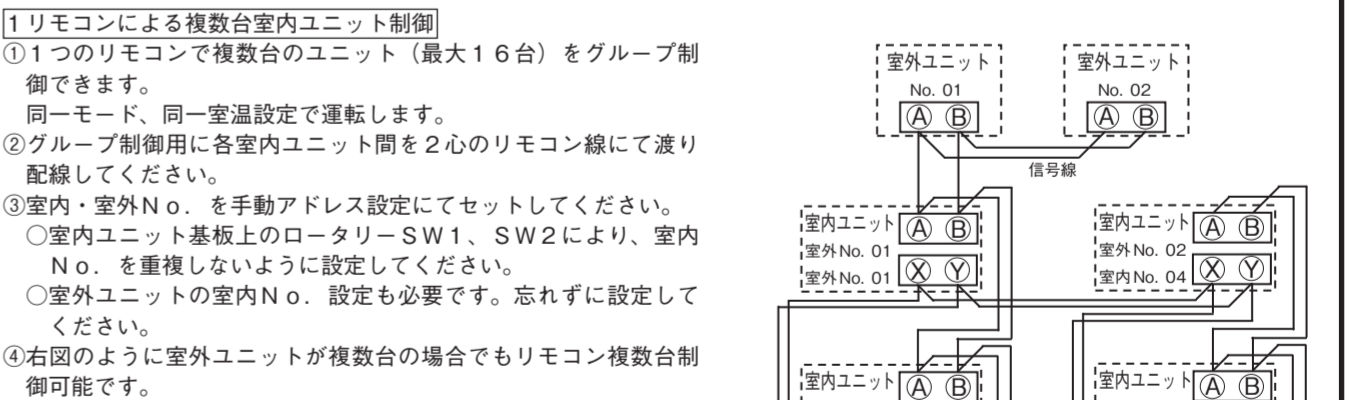 1リモコンによる複数台室内ユニット制御
①1つのリモコンで複数台のユニット(最大16台)をグループ制
御できます。
同一モード、同一室温設定で運転します。
②グループ制御用に各室内ユニット間を2心のリモコン線にて渡り
配線してください。
③室内・室外No. を手動アドレス設定にてセットしてください。
○室内ユニット基板上のロータリーSW1、SW2により、室内
No. を重複しないように設定してください。
○室外ユニットの室内No. 設定も必要です。忘れずに設定して
ください。
④右図のように室外ユニットが複数台の場合でもリモコン複数台制
御可能です。
室外ユニット
No. 01
Ⓐ Ⓑ
室外ユニット
No. 02
Ⓐ Ⓑ
信号線
室内ユニット Ⓐ Ⓑ
室外No. 01
室外No. 01 Ⓧ Ⓨ
室内ユニット Ⓐ Ⓑ
室外No. 02
室内No. 04 Ⓧ Ⓨ
室内ユニット Ⓐ Ⓑ
室内ユニット Ⓐ Ⓑ